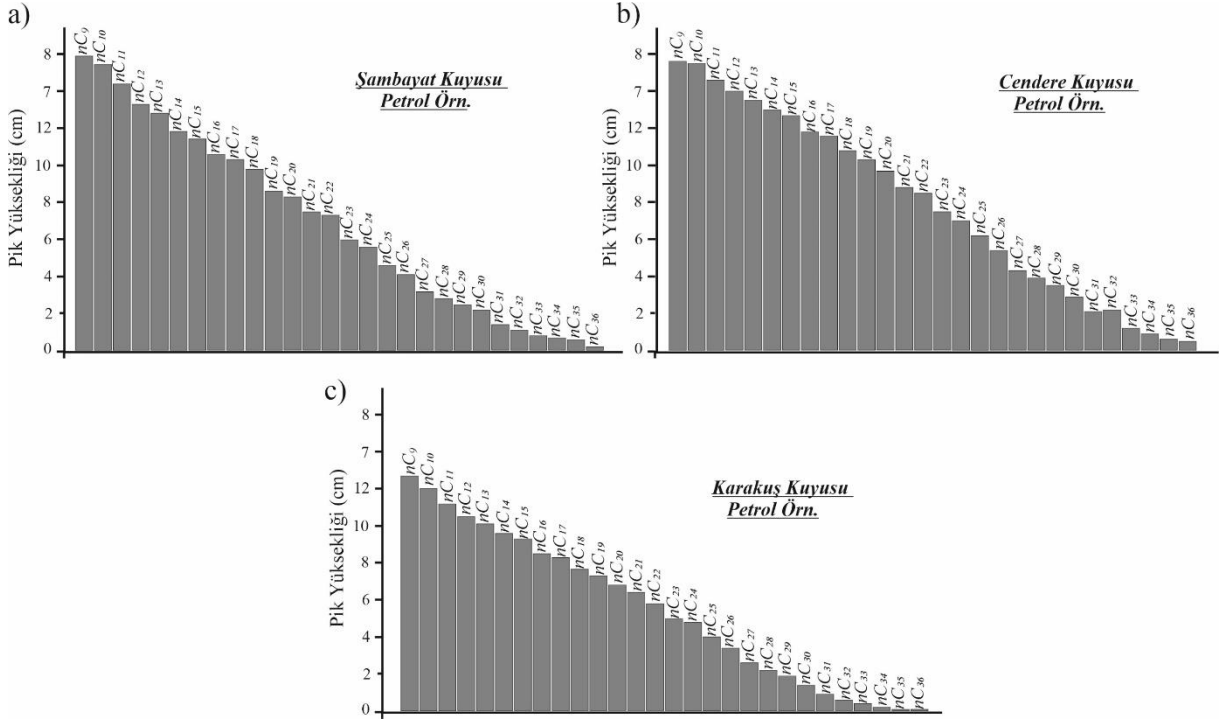 a)
Pik Yüksekliği (cm)
8
7
12
10
8
6
4
2
0
nC9
nC10
nC11
nC12
nC13
nC14
nC15
nC16
nC17
nC18
nC19
nC20
nC21
nC22
nC23
nC24
nC25
nC26
nC27
nC28
nC29
nC30
nC31
nC32
nC33
nC34
nC35
nC36
Şambayat Kuyusu
Petrol Örn.
b)
Pik Yüksekliği (cm)
8
7
12
10
8
6
4
2
0
nC9
nC10
nC11
nC12
nC13
nC14
nC15
nC16
nC17
nC18
nC19
nC20
nC21
nC22
nC23
nC24
nC25
nC26
nC27
nC28
nC29
nC30
nC31
nC32
nC33
nC34
nC35
nC36
Cendere Kuyusu
Petrol Örn.
c)
Pik Yüksekliği (cm)
8
7
12
10
8
6
4
2
0
nC9
nC10
nC11
nC12
nC13
nC14
nC15
nC16
nC17
nC18
nC19
nC20
nC21
nC22
nC23
nC24
nC25
nC26
nC27
nC28
nC29
nC30
nC31
nC32
nC33
nC34
nC35
nC36
Karakuş Kuyusu
Petrol Örn.